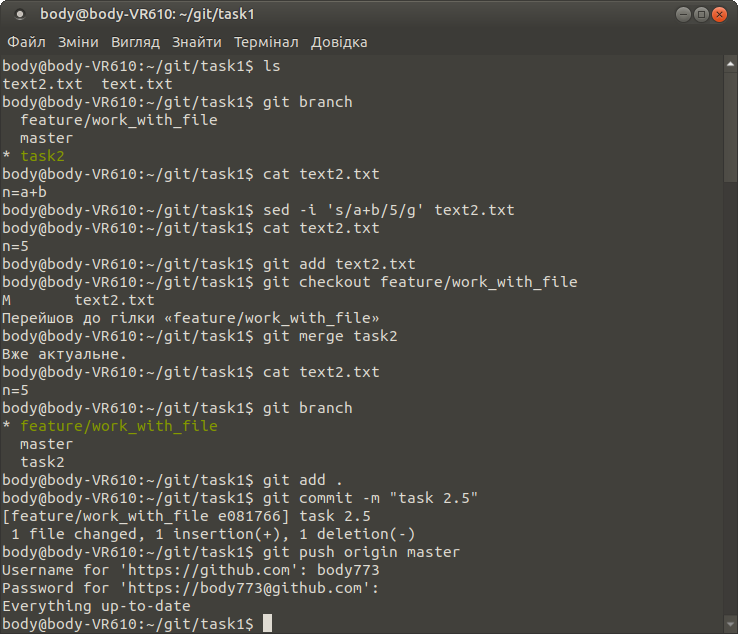 body@body-VR610: ~/git/task1
Файл Зміни Вигляд Знайти Термінал Довідка
body@body-VR610:~/git/task1$ ls
text2.txt  text.txt
body@body-VR610:~/git/task1$ git branch
  feature/work_with_file
  master
* task2
body@body-VR610:~/git/task1$ cat text2.txt
n=a+b
body@body-VR610:~/git/task1$ sed -i 's/a+b/5/g' text2.txt
body@body-VR610:~/git/task1$ cat text2.txt
n=5
body@body-VR610:~/git/task1$ git add text2.txt
body@body-VR610:~/git/task1$ git checkout feature/work_with_file
M       text2.txt
Перейшов до гілки «feature/work_with_file»
body@body-VR610:~/git/task1$ git merge task2
Вже актуальне.
body@body-VR610:~/git/task1$ cat text2.txt
n=5
body@body-VR610:~/git/task1$ git branch
* feature/work_with_file
  master
  task2
body@body-VR610:~/git/task1$ git add .
body@body-VR610:~/git/task1$ git commit -m "task 2.5"
[feature/work_with_file e081766] task 2.5
 1 file changed, 1 insertion(+), 1 deletion(-)
body@body-VR610:~/git/task1$ git push origin master
Username for 'https://github.com': body773
Password for 'https://body773@github.com':
Everything up-to-date
body@body-VR610:~/git/task1$